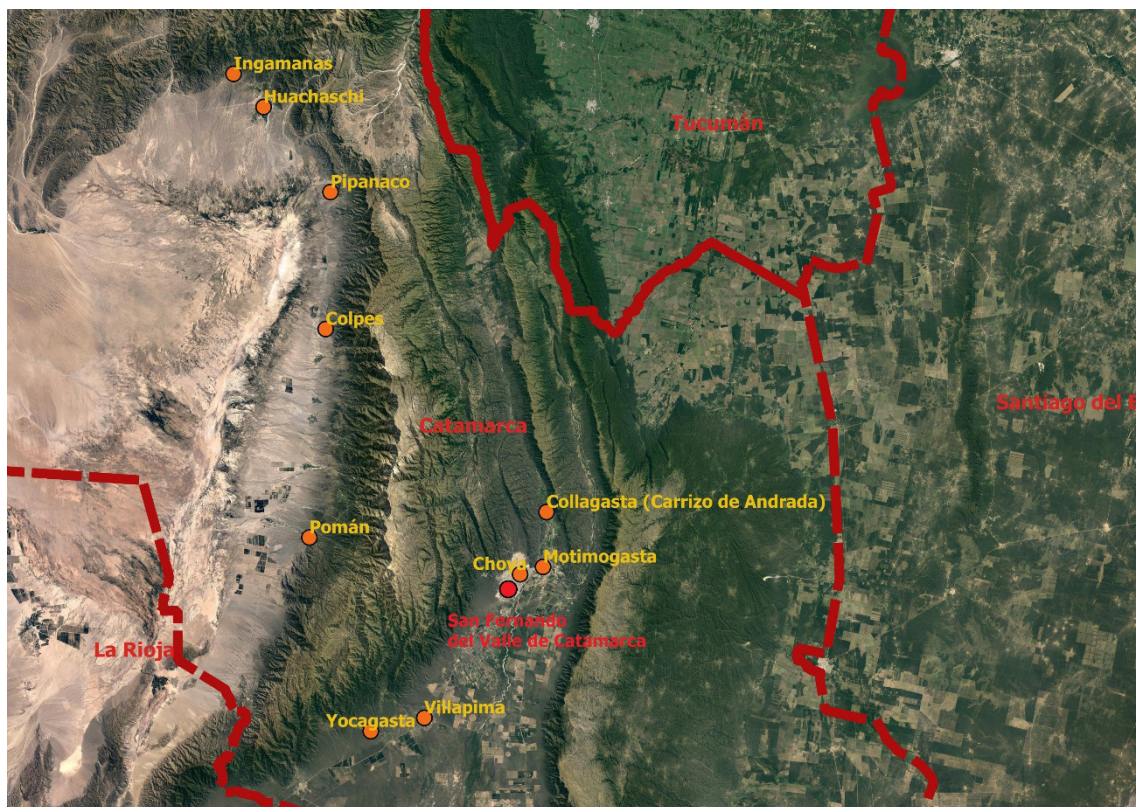 Ingamanas
Huachaschi
Tucumán
Pipanaco
Colpes
Catamarca
Santiago del E
Collagasta (Carrizo de Andrada)
Pomán
Choya
Motimogasta
San Fernando
del Valle de Catamarca
La Rioja
Villapima
Yocagasta